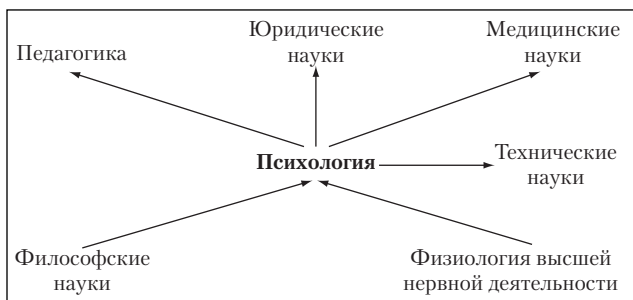 Педагогика
Юридические
науки
Медицинские
науки
Психология
Технические
науки
Философские
науки
Физиология высшей
нервной деятельности